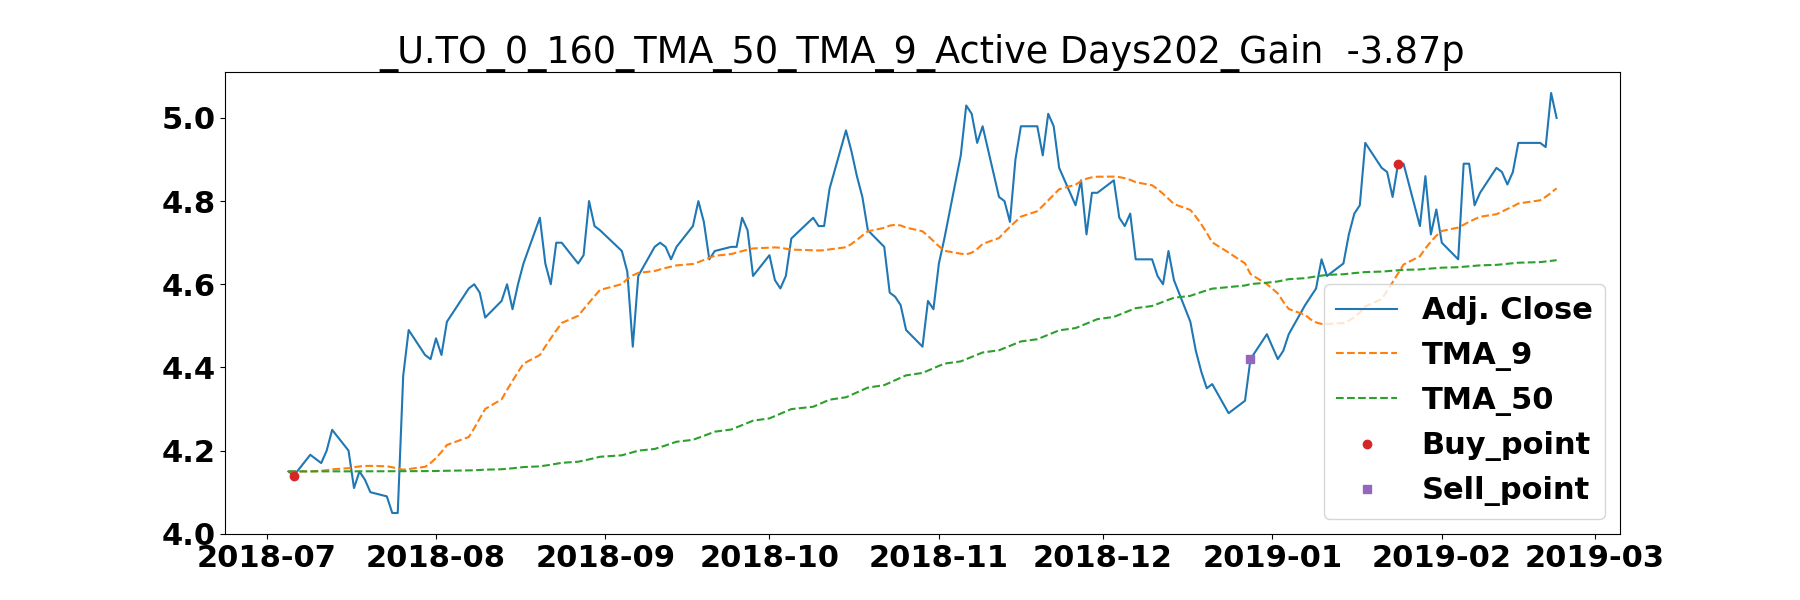 _U.TO_0_160_TMA_50_TMA_9_Active Days202_Gain  -3.87p
5.0
4.8
4.6
4.4
4.2
4.0
Adj. Close
TMA_9
TMA_50
Buy_point
Sell_point
2018-07 2018-08 2018-09 2018-10 2018-11 2018-12 2019-01 2019-02 2019-03